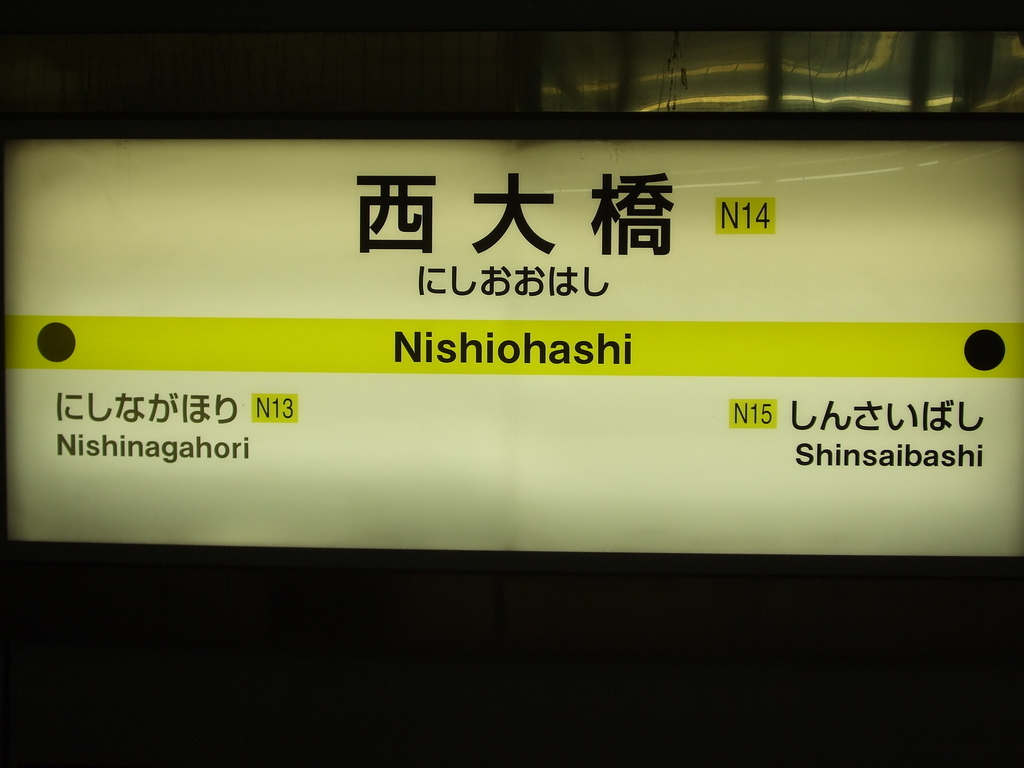 西大橋 N14
にしおおはし
Nishiohashi
にしながほり N13
Nishinagahori
N15 しんさいばし
Shinsaibashi